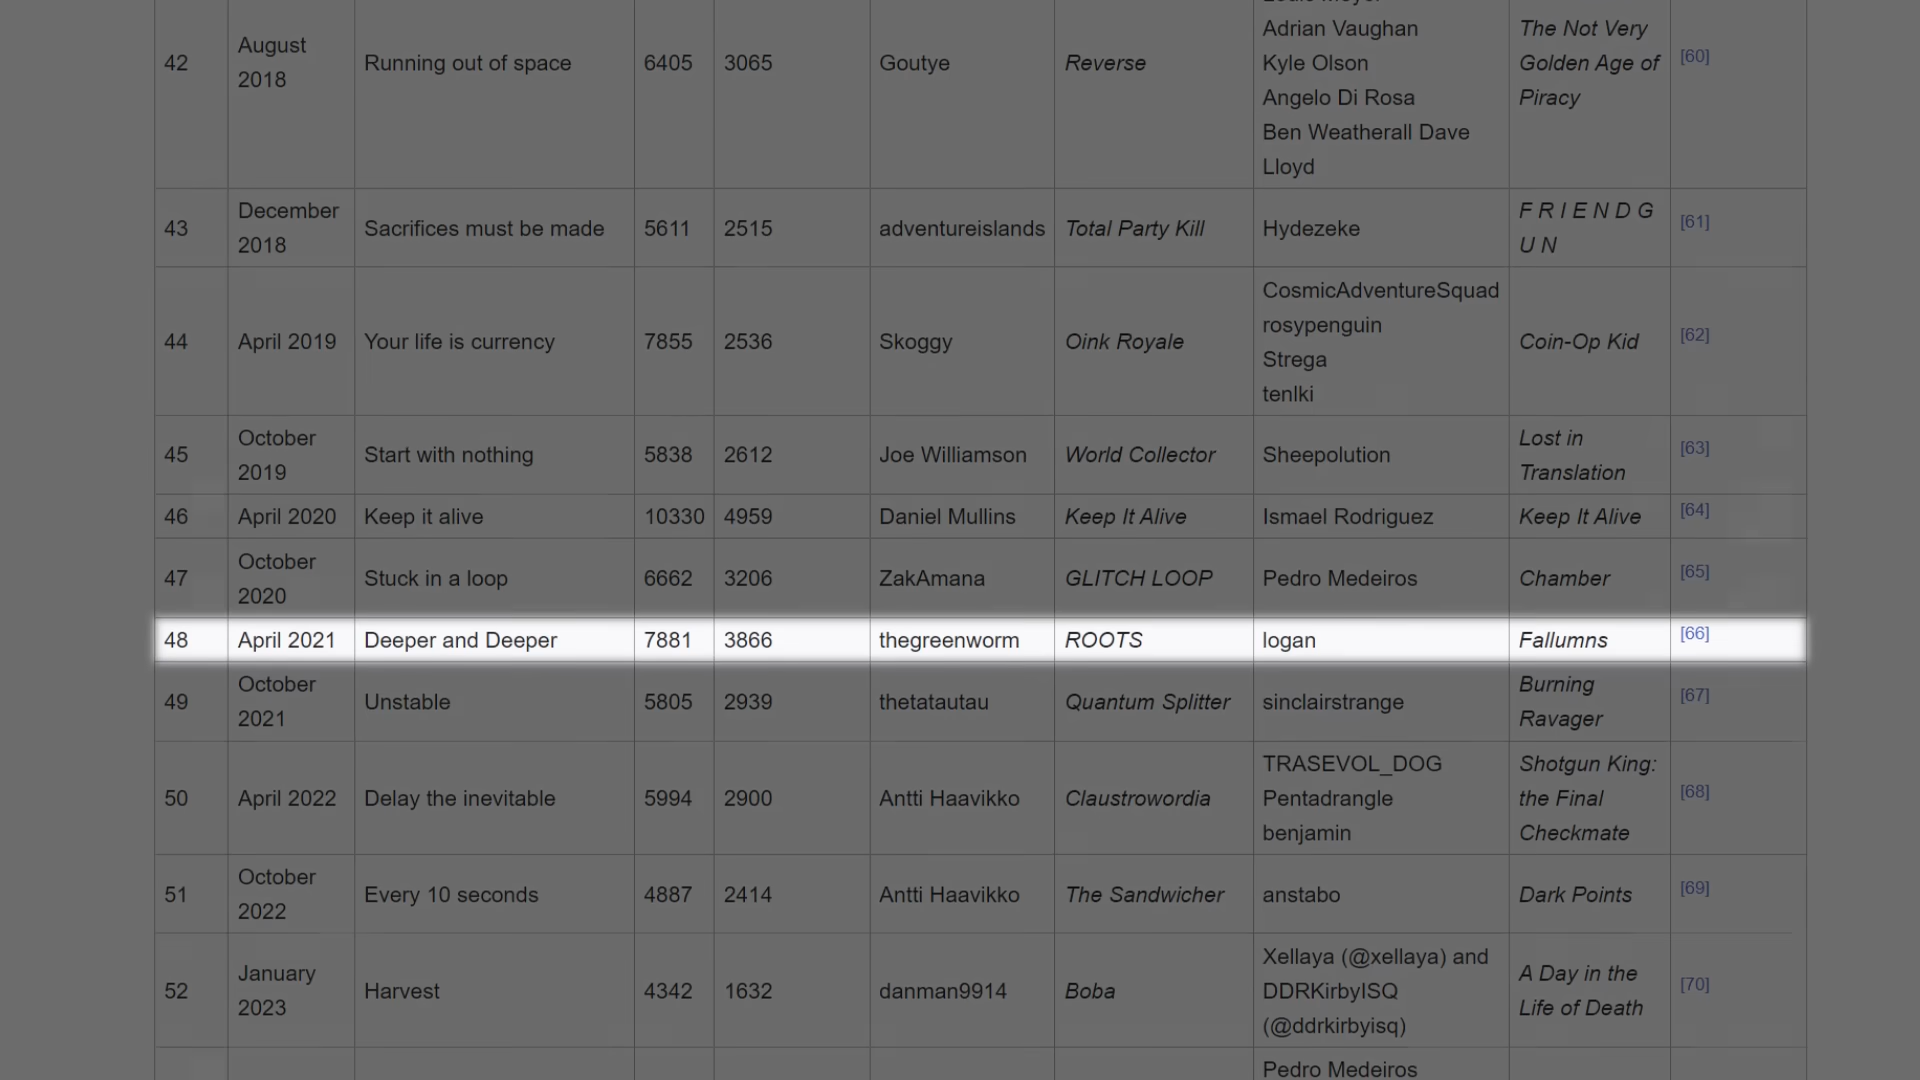 Adrian Vaughan
Kyle Olson
Angelo Di Rosa
Ben Weatherall Dave
Lloyd
42
August
2018
Running out of space
6405
3065
Goutye
Reverse
The Not Very
Golden Age of
Piracy
[60]
43
December
2018
Sacrifices must be made
5611
2515
adventureislands
Total Party Kill
Hydezeke
F R I E N D G
U N
[61]
44
April 2019
Your life is currency
7855
2536
Skoggy
Oink Royale
CosmicAdventureSquad
rosypenguin
Strega
tenlki
Coin-Op Kid
[62]
45
October
2019
Start with nothing
5838
2612
Joe Williamson
World Collector
Sheepolution
Lost in
Translation
[63]
46
April 2020
Keep it alive
10330
4959
Daniel Mullins
Keep It Alive
Ismael Rodriguez
Keep It Alive
[64]
47
October
2020
Stuck in a loop
6662
3206
ZakAmana
GLITCH LOOP
Pedro Medeiros
Chamber
[65]
48
April 2021
Deeper and Deeper
7881
3866
thegreenworm
ROOTS
logan
Fallumns
[66]
49
October
2021
Unstable
5805
2939
thetatautau
Quantum Splitter
sinclairstrange
Burning
Ravager
[67]
50
April 2022
Delay the inevitable
5994
2900
Antti Haavikko
Claustrowordia
TRASEVOL_DOG
Pentadrangle
benjamin
Shotgun King:
the Final
Checkmate
[68]
51
October
2022
Every 10 seconds
4887
2414
Antti Haavikko
The Sandwicher
anstabo
Dark Points
[69]
52
January
2023
Harvest
4342
1632
danman9914
Boba
Xellaya (@xellaya) and
DDRKirbyISQ
(@ddrkirbyisq)
A Day in the
Life of Death
[70]
Pedro Medeiros